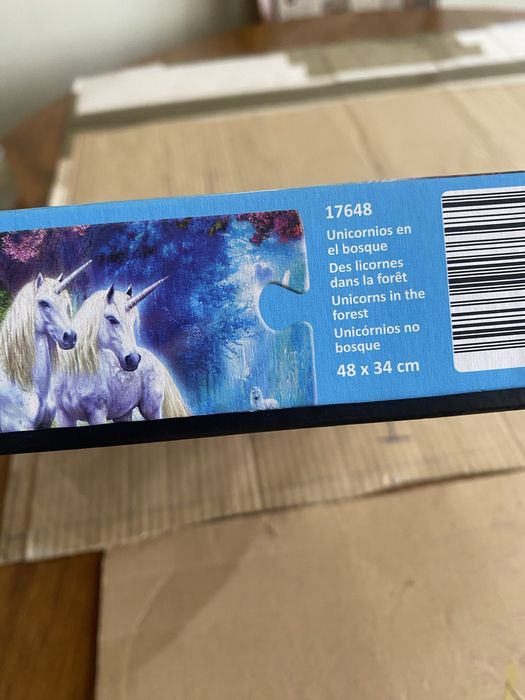 17648
Unicornios en
el bosque
Des licornes
dans la forêt
Unicorns in the
forest
Unicórnios no
bosque
48 x 34 cm